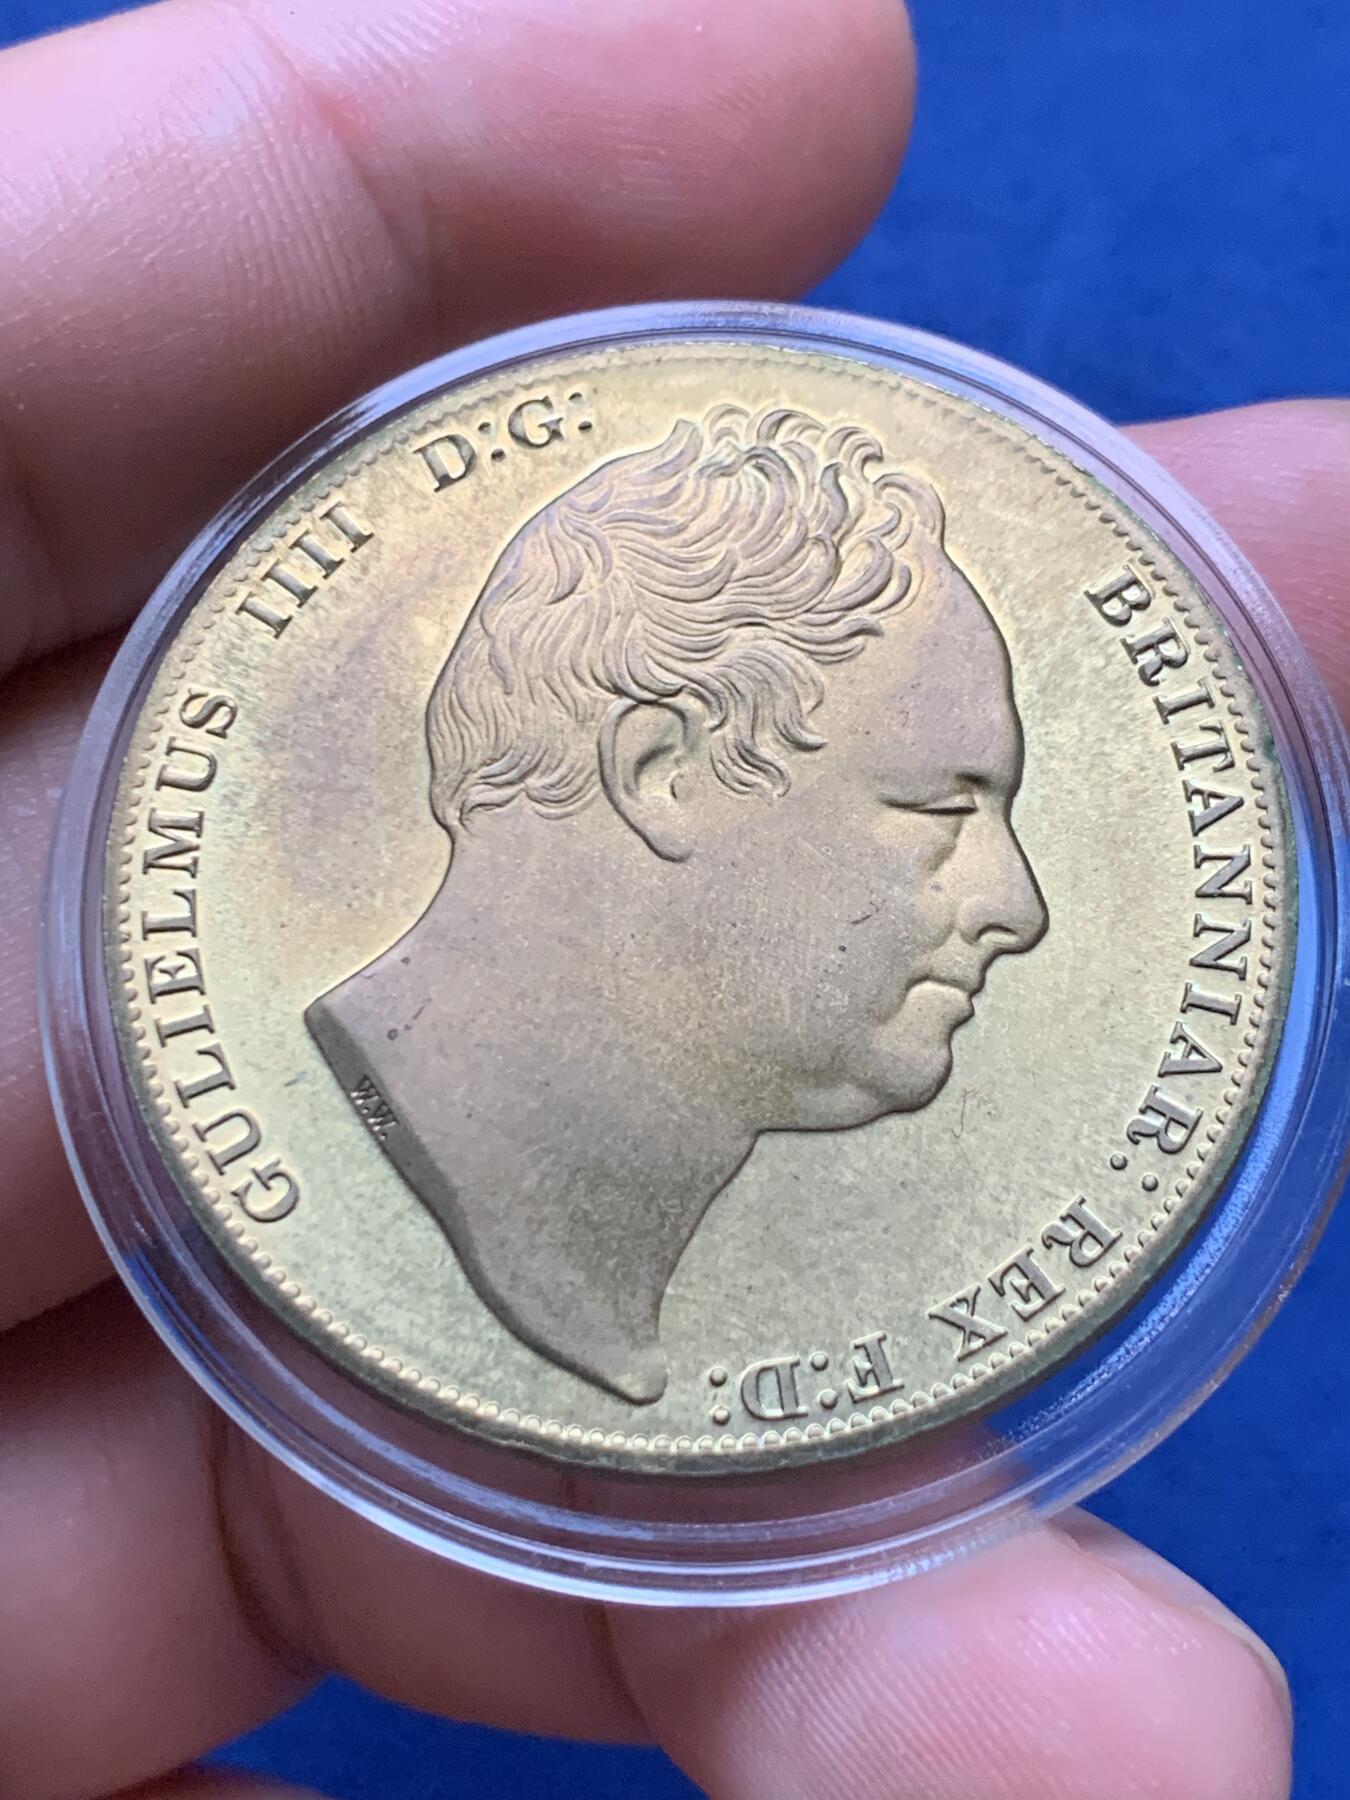 GULIELMUS IIII D:G: BRITANNIAR: REX F:D:
W.W.